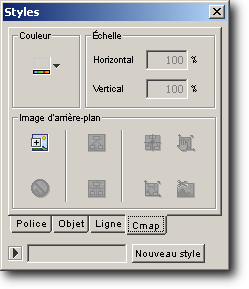 Styles
Couleur
Échelle
Horizontal 100 %
Vertical 100 %
Image d'arrière-plan
Police Objet Ligne Cmap
Nouveau style